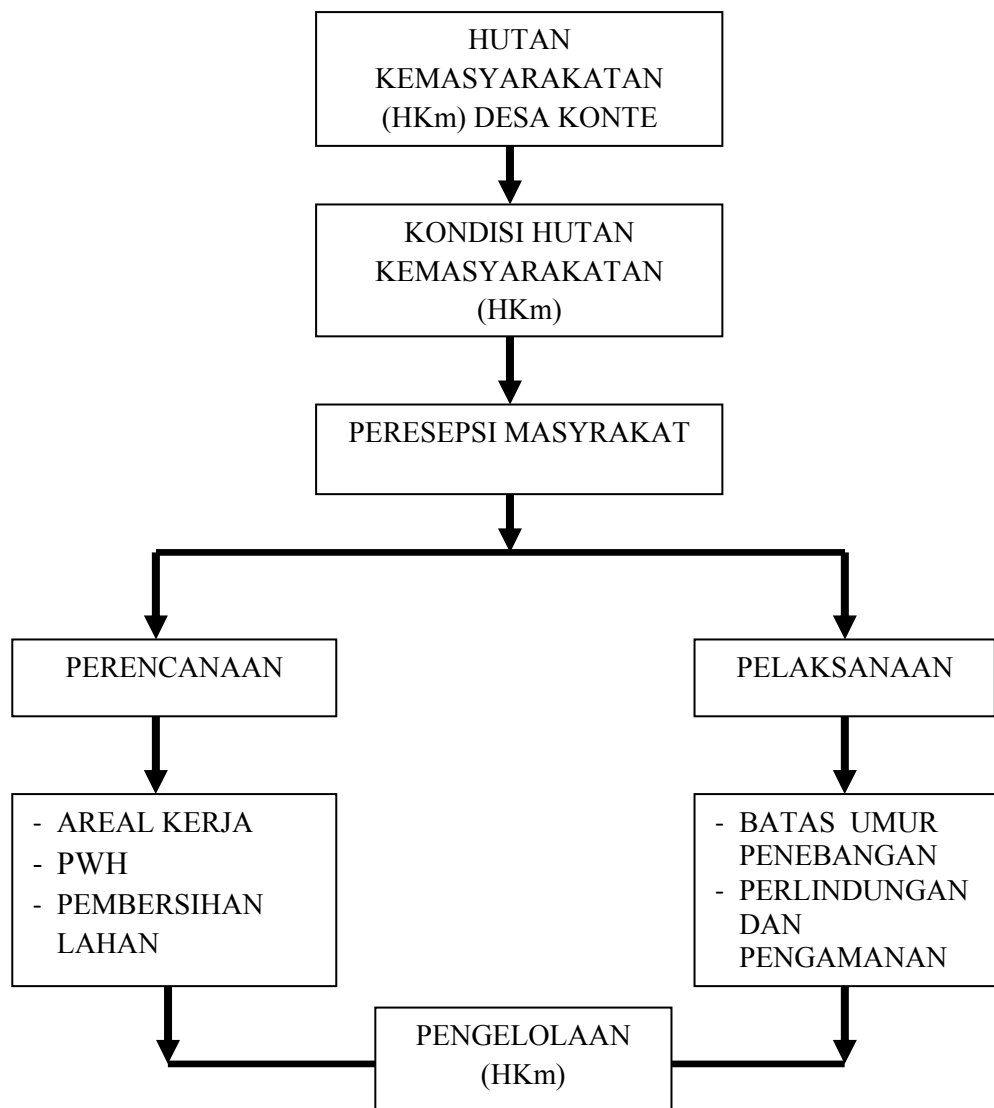 HUTAN
KEMASYARAKATAN
(HKm) DESA KONTE
KONDISI HUTAN
KEMASYARAKATAN
(HKm)
PERESEPSI MASYRAKAT
PERENCANAAN
PELAKSANAAN
- AREAL KERJA
- PWH
- PEMBERSIHAN
LAHAN
- BATAS UMUR
PENEBANGAN
- PERLINDUNGAN
DAN
PENGAMANAN
PENGELOLAAN
(HKm)